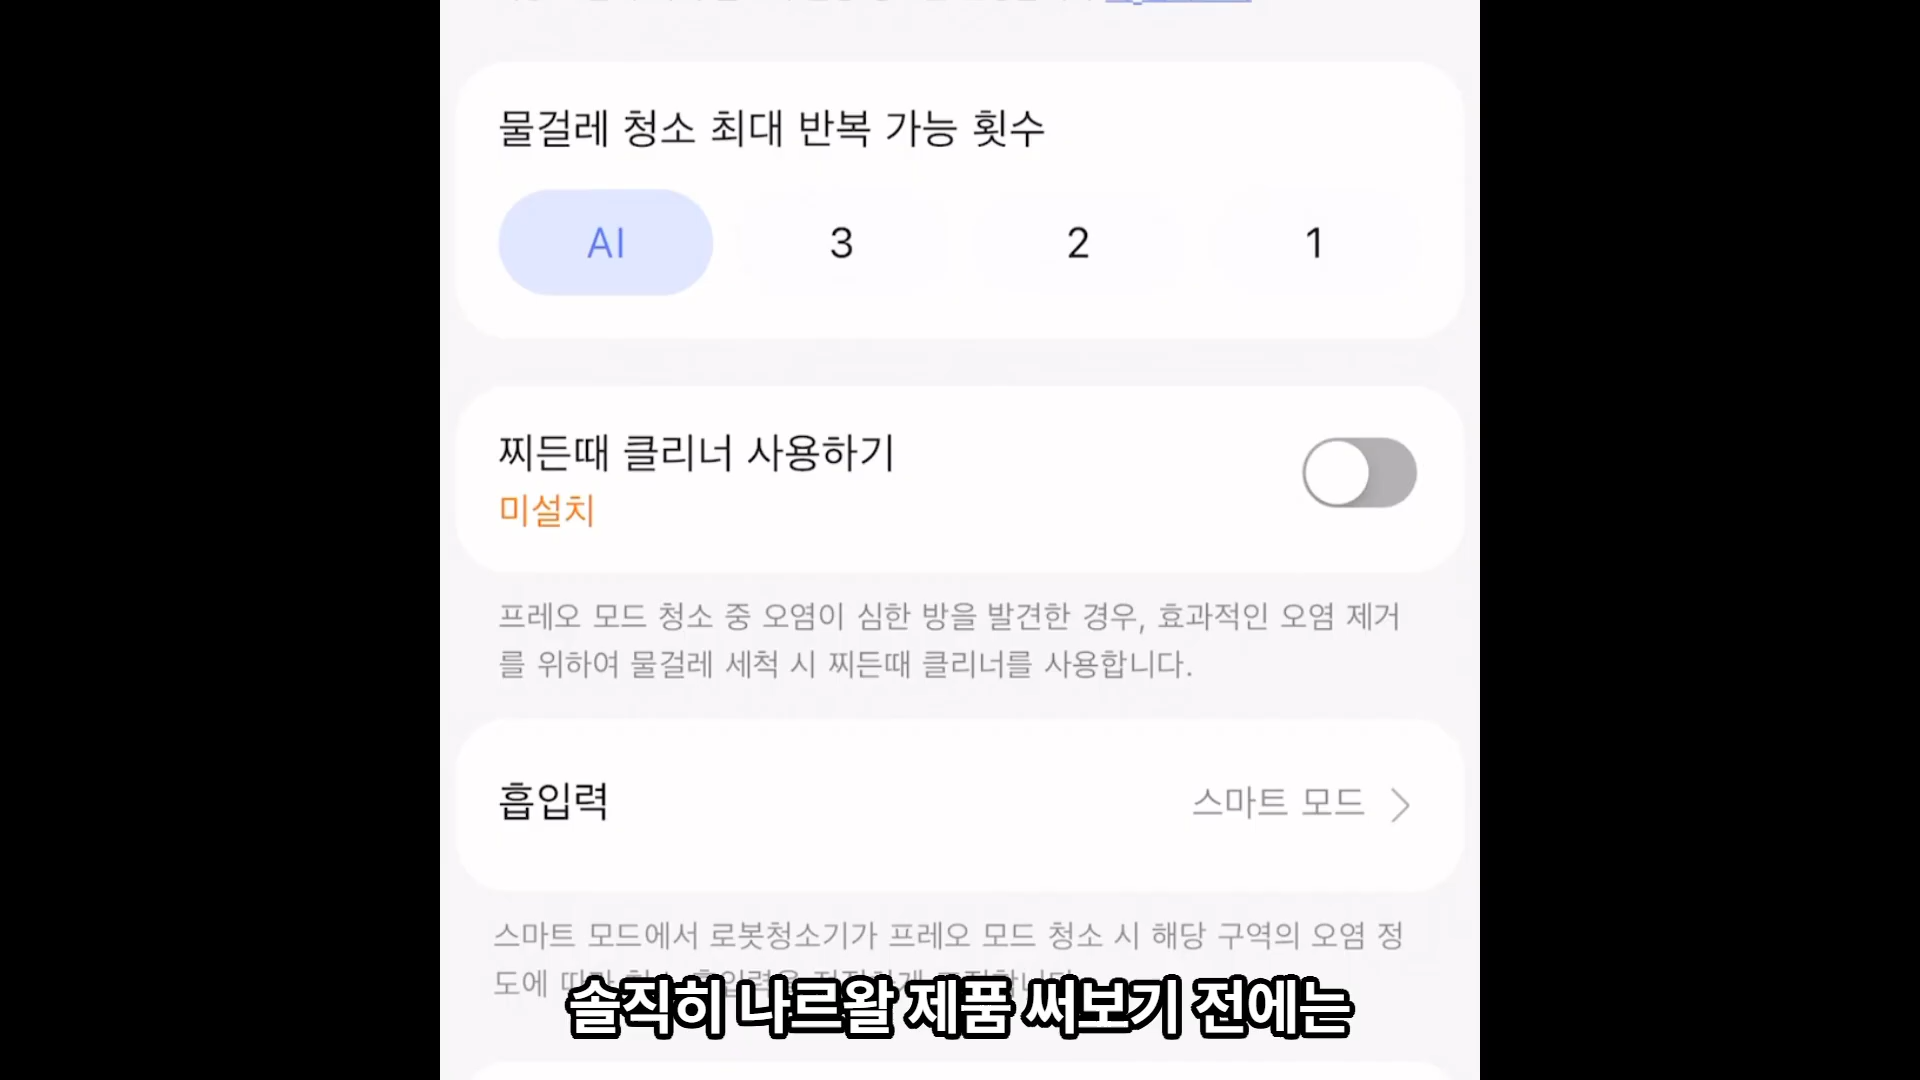 물걸레 청소 최대 반복 가능 횟수
AI 3 2 1
찌든때 클리너 사용하기
미설치
프레오 모드 청소 중 오염이 심한 방을 발견한 경우, 효과적인 오염 제거
를 위하여 물걸레 세척 시 찌든때 클리너를 사용합니다.
흡입력
스마트 모드
스마트 모드에서 로봇청소기가 프레오 모드 청소 시 해당 구역의 오염 정
도에
솔직히 나르왈 제품 써보기 전에는